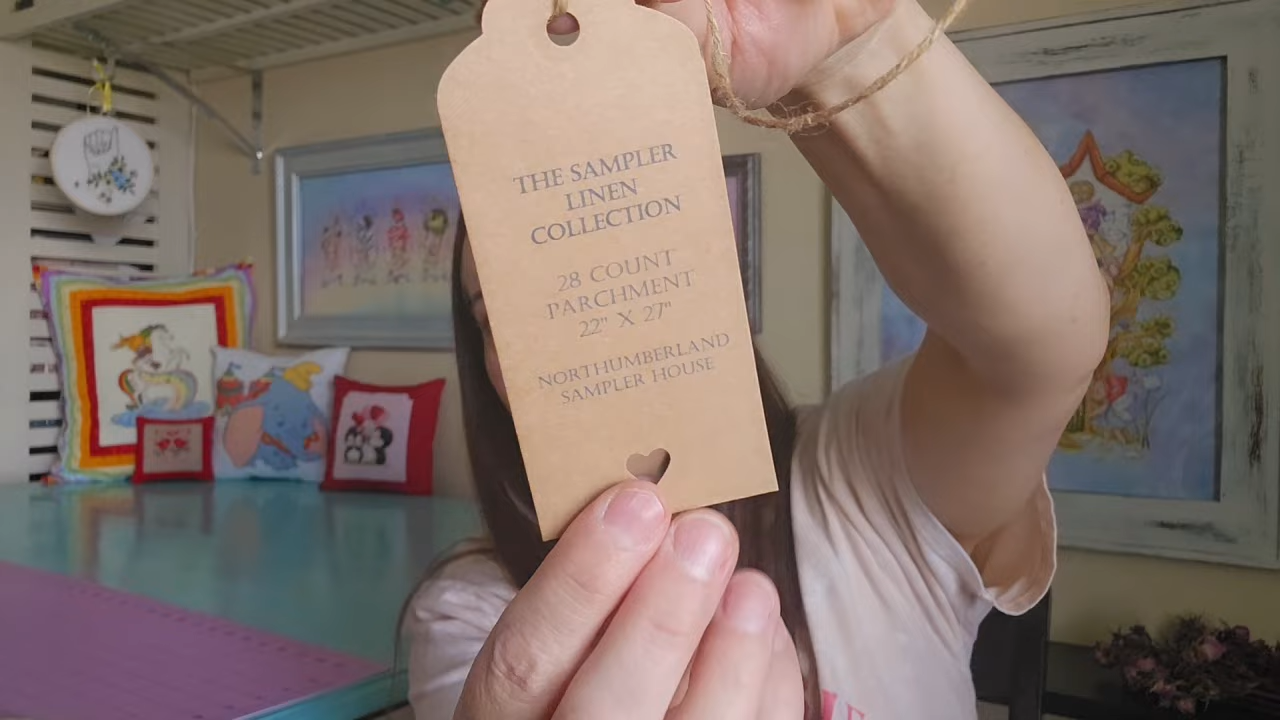 THE SAMPLER
LINEN
COLLECTION
28 COUNT
PARCHMENT
22" X 27"
NORTHUMBERLAND
SAMPLER HOUSE